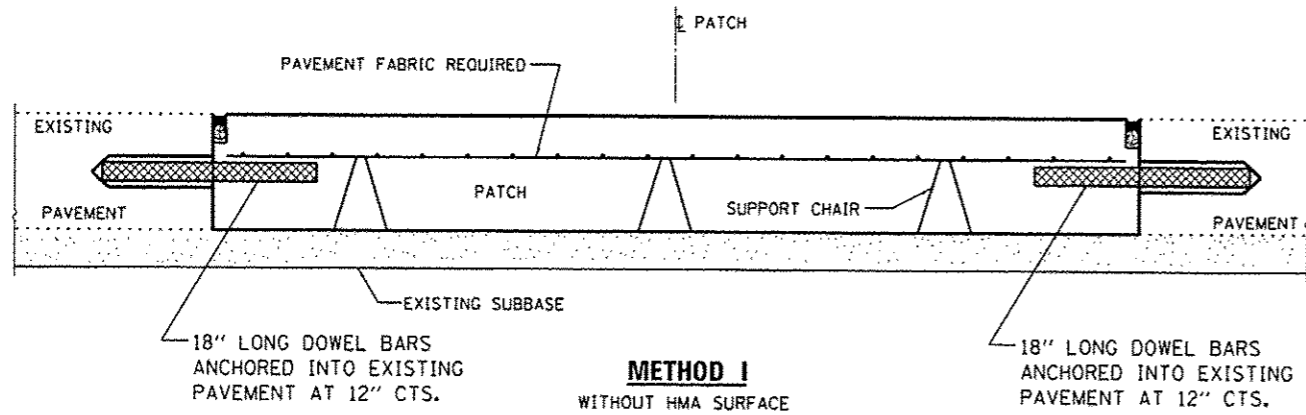 ℄ PATCH
PAVEMENT FABRIC REQUIRED
EXISTING
EXISTING
PATCH
SUPPORT CHAIR
PAVEMENT
PAVEMENT
EXISTING SUBBASE
18" LONG DOWEL BARS
ANCHORED INTO EXISTING
PAVEMENT AT 12" CTS.
METHOD I
WITHOUT HMA SURFACE
18" LONG DOWEL BARS
ANCHORED INTO EXISTING
PAVEMENT AT 12" CTS.